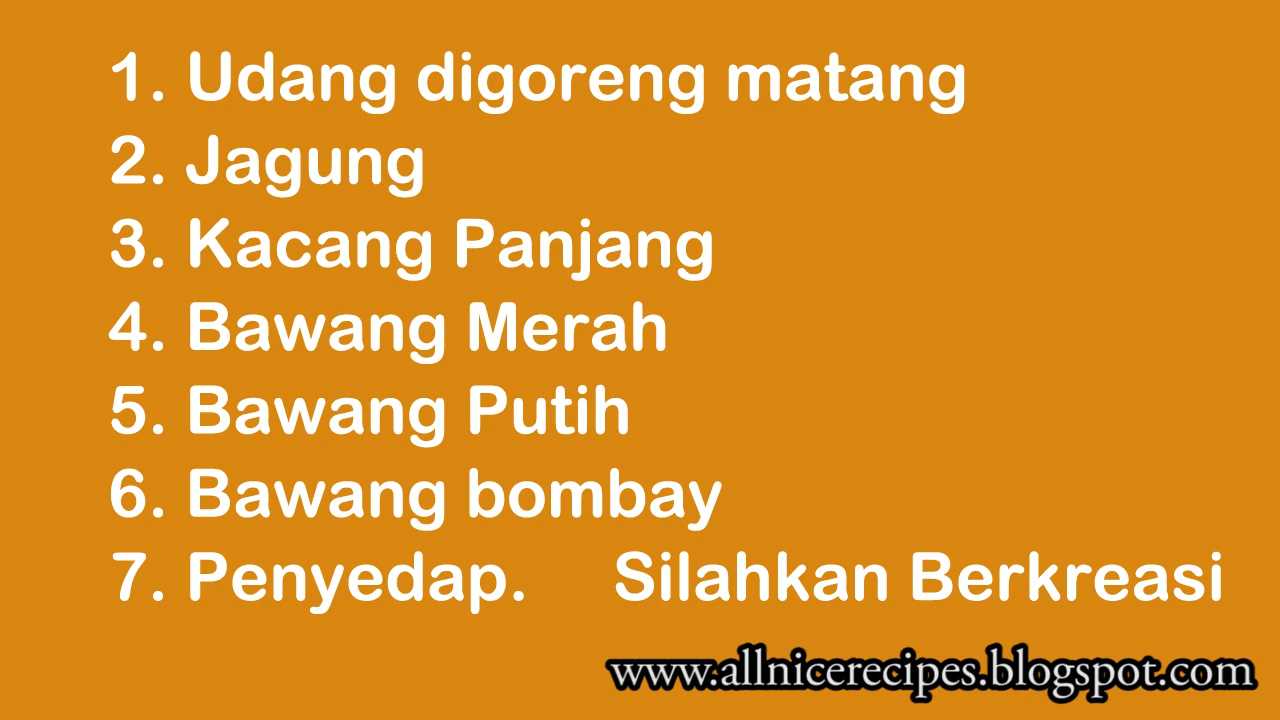 1. Udang digoreng matang
2. Jagung
3. Kacang Panjang
4. Bawang Merah
5. Bawang Putih
6. Bawang bombay
7. Penyedap. Silahkan Berkreasi
www.allnicerecipes.blogspot.com